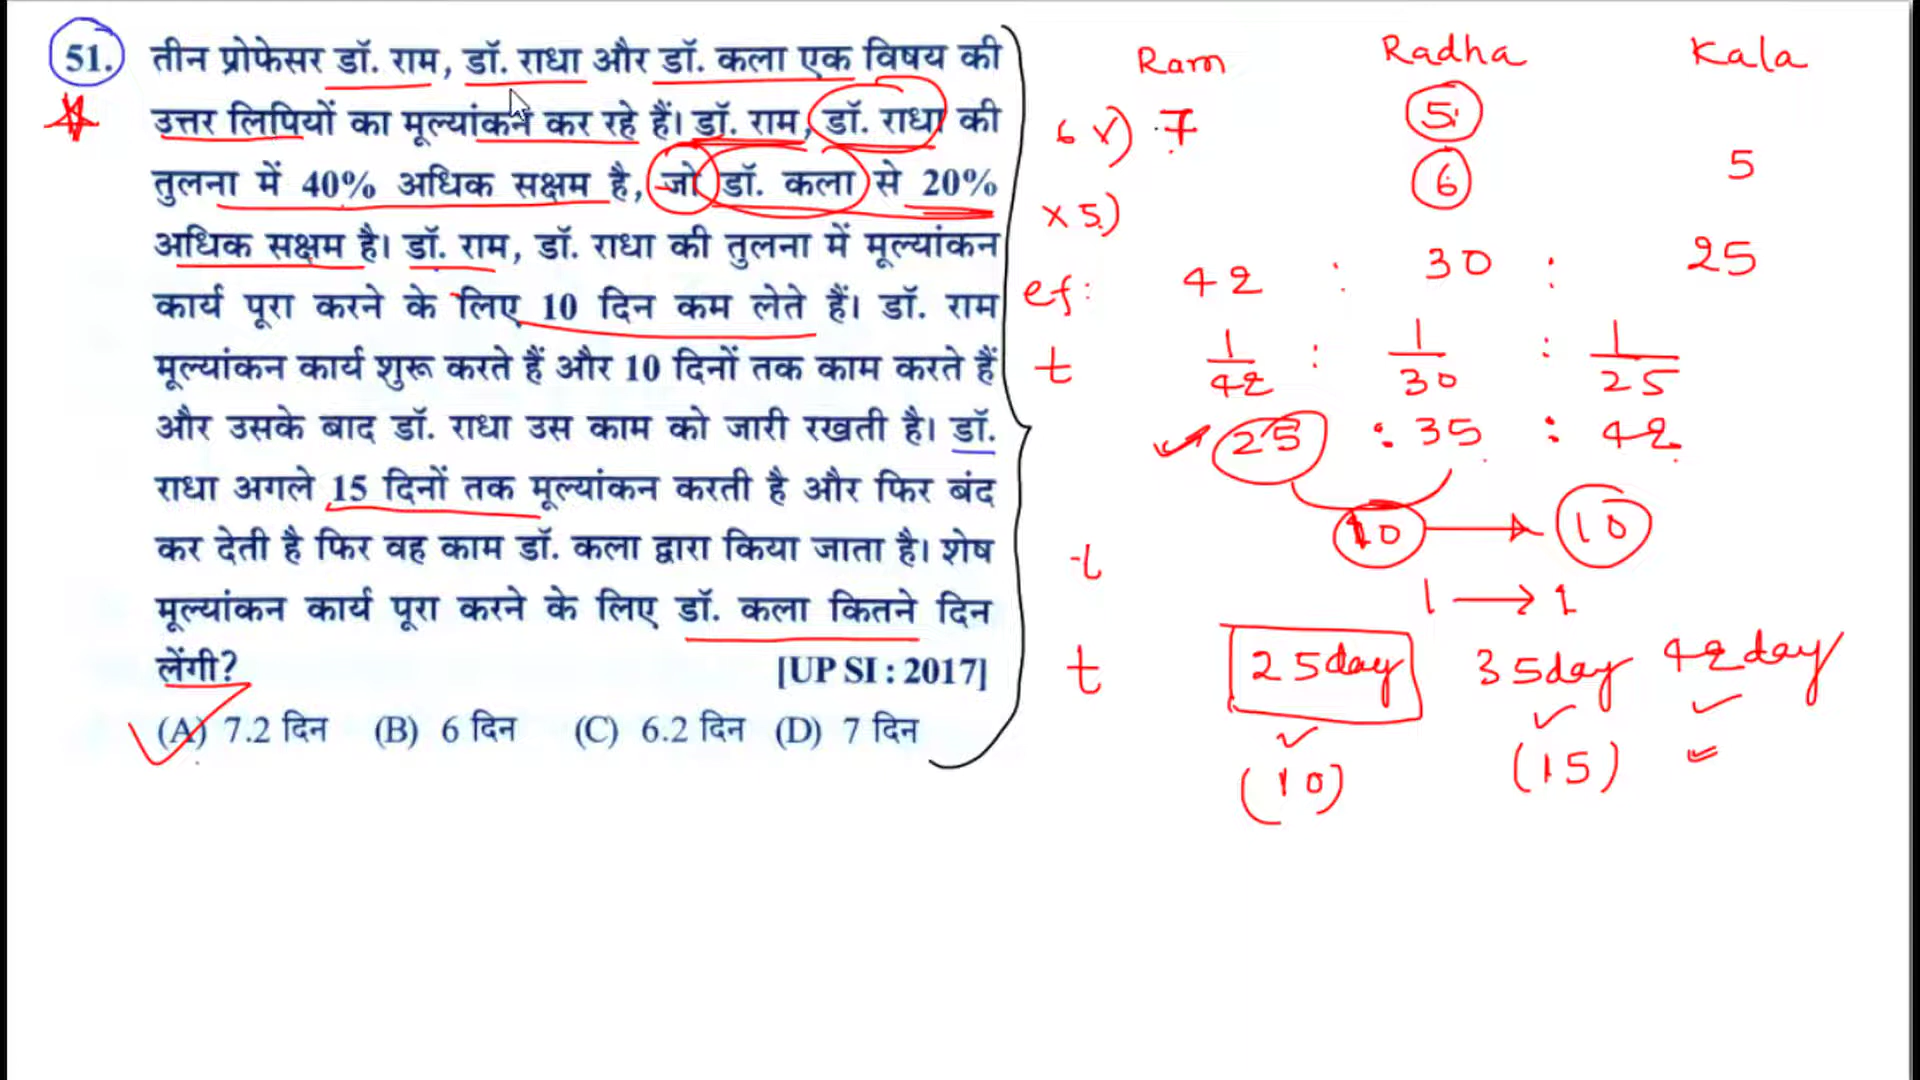 51. तीन प्रोफेसर डॉ. राम, डॉ. राधा और डॉ. कला एक विषय की
उत्तर लिपियों का मूल्यांकन कर रहे हैं। डॉ. राम, डॉ. राधा की
तुलना में 40% अधिक सक्षम है, जो डॉ. कला से 20%
अधिक सक्षम है। डॉ. राम, डॉ. राधा की तुलना में मूल्यांकन
कार्य पूरा करने के लिए 10 दिन कम लेते हैं। डॉ. राम
मूल्यांकन कार्य शुरू करते हैं और 10 दिनों तक काम करते हैं
और उसके बाद डॉ. राधा उस काम को जारी रखती है। डॉ.
राधा अगले 15 दिनों तक मूल्यांकन करती है और फिर बंद
कर देती है फिर वह काम डॉ. कला द्वारा किया जाता है। शेष
मूल्यांकन कार्य पूरा करने के लिए डॉ. कला कितने दिन
लेंगी? [UP SI : 2017]
(A) 7.2 दिन (B) 6 दिन (C) 6.2 दिन (D) 7 दिन
Ram Radha Kala
6 x) 7 5
6 5
x 5)
ef: 42 : 30 : 25
t 1/42 : 1/30 : 1/25
25 : 35 : 42
10 → 10
t
1 → 1
t 25day 35day 42day
(10) (15)